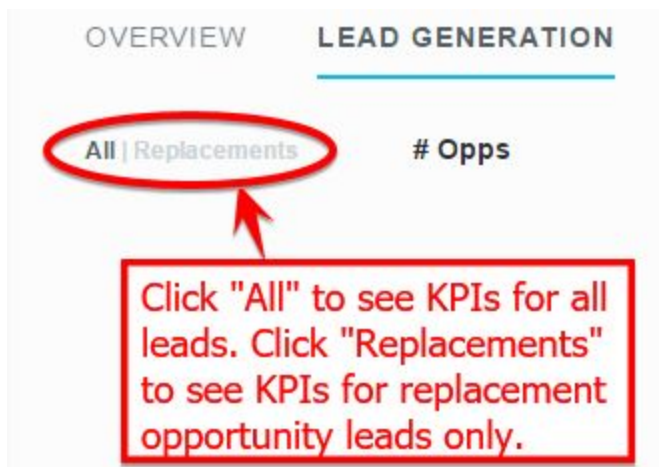 OVERVIEW LEAD GENERATION
All | Replacements # Opps
Click "All" to see KPIs for all
leads. Click "Replacements"
to see KPIs for replacement
opportunity leads only.